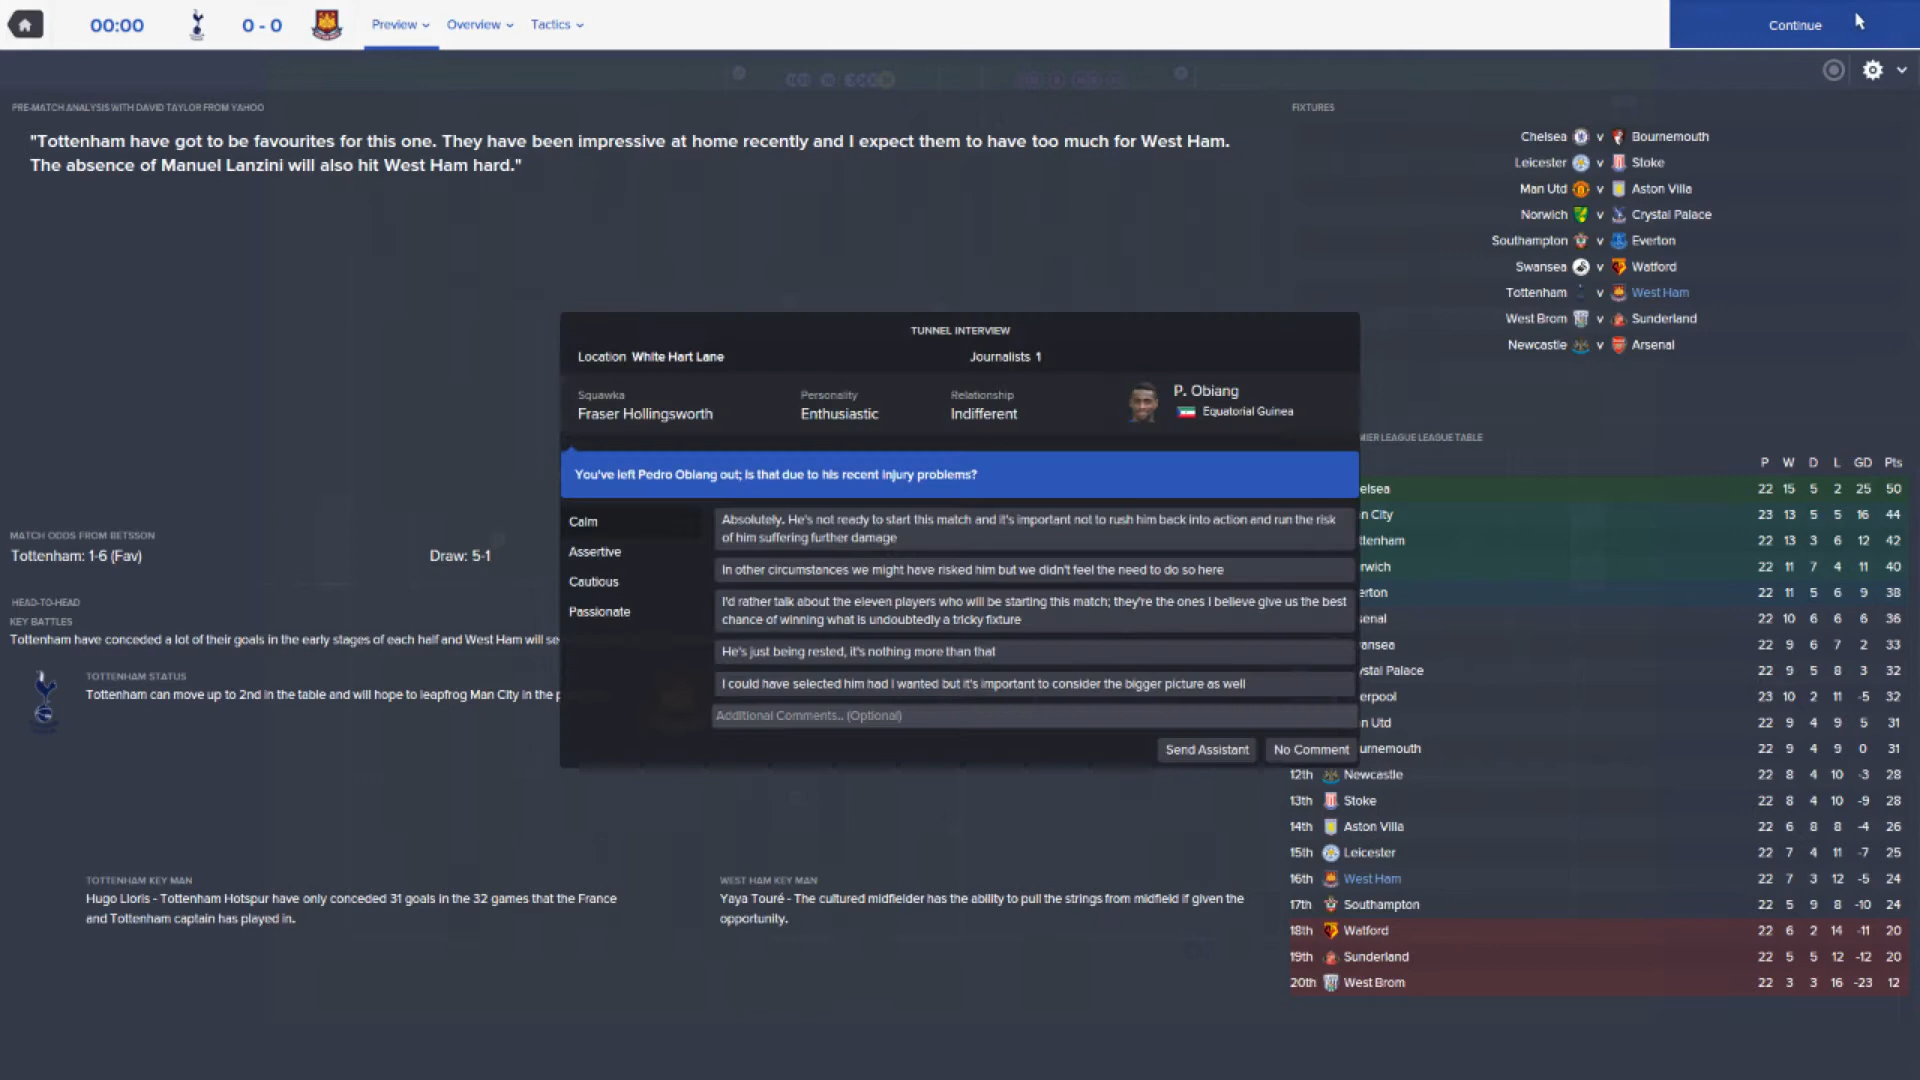 00:00
0 - 0
Preview
Overview
Tactics
Continue
PRE-MATCH ANALYSIS WITH DAVID TAYLOR FROM YAHOO
"Tottenham have got to be favourites for this one. They have been impressive at home recently and I expect them to have too much for West Ham.
The absence of Manuel Lanzini will also hit West Ham hard."
FIXTURES
Chelsea v Bournemouth
Leicester v Stoke
Man Utd v Aston Villa
Norwich v Crystal Palace
Southampton v Everton
Swansea v Watford
Tottenham v West Ham
West Brom v Sunderland
Newcastle v Arsenal
TUNNEL INTERVIEW
Location White Hart Lane
Journalists 1
Squawka
Fraser Hollingsworth
Personality
Enthusiastic
Relationship
Indifferent
P. Obiang
Equatorial Guinea
You've left Pedro Obiang out; is that due to his recent injury problems?
Calm
Assertive
Cautious
Passionate
Absolutely. He's not ready to start this match and it's important not to rush him back into action and run the risk
of him suffering further damage
In other circumstances we might have risked him but we didn't feel the need to do so here
I'd rather talk about the eleven players who will be starting this match; they're the ones I believe give us the best
chance of winning what is undoubtedly a tricky fixture
He's just being rested, it's nothing more than that
I could have selected him had I wanted but it's important to consider the bigger picture as well
Additional Comments.. (Optional)
Send Assistant
No Comment
MATCH ODDS FROM BETSSON
Tottenham: 1-6 (Fav)
Draw: 5-1
HEAD-TO-HEAD
KEY BATTLES
Tottenham have conceded a lot of their goals in the early stages of each half and West Ham will se
TOTTENHAM STATUS
Tottenham can move up to 2nd in the table and will hope to leapfrog Man City in the p
TOTTENHAM KEY MAN
Hugo Lloris - Tottenham Hotspur have only conceded 31 goals in the 32 games that the France
and Tottenham captain has played in.
WEST HAM KEY MAN
Yaya Touré - The cultured midfielder has the ability to pull the strings from midfield if given the
opportunity.
MIER LEAGUE LEAGUE TABLE
P W D L GD Pts
elsea 22 15 5 2 25 50
n City 23 13 5 5 16 44
ttenham 22 13 3 6 12 42
rwich 22 11 7 4 11 40
erton 22 11 5 6 9 38
senal 22 10 6 6 6 36
ansea 22 9 6 7 2 33
ystal Palace 22 9 5 8 3 32
erpool 23 10 2 11 -5 32
n Utd 22 9 4 9 5 31
urnemouth 22 9 4 9 0 31
12th Newcastle 22 8 4 10 -3 28
13th Stoke 22 8 4 10 -9 28
14th Aston Villa 22 6 8 8 -4 26
15th Leicester 22 7 4 11 -7 25
16th West Ham 22 7 3 12 -5 24
17th Southampton 22 5 9 8 -10 24
18th Watford 22 6 2 14 -11 20
19th Sunderland 22 5 5 12 -12 20
20th West Brom 22 3 3 16 -23 12